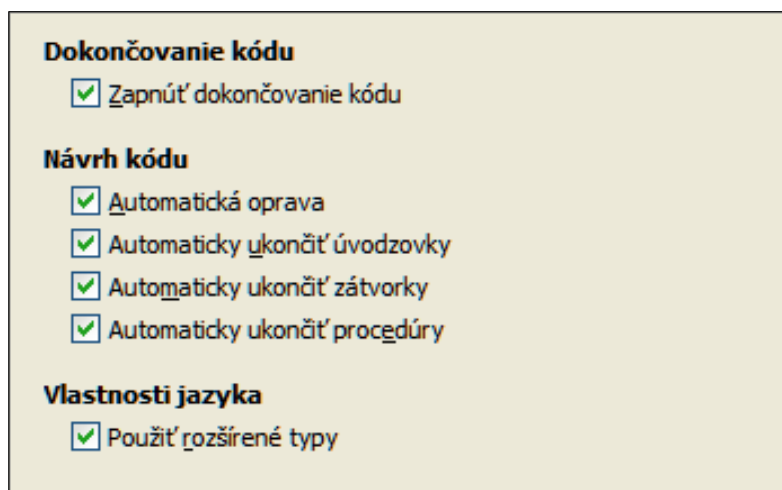 Dokončovanie kódu
Zapnúť dokončovanie kódu
Návrh kódu
Automatická oprava
Automaticky ukončiť úvodzovky
Automaticky ukončiť zátvorky
Automaticky ukončiť procedúry
Vlastnosti jazyka
Použiť rozšírené typy